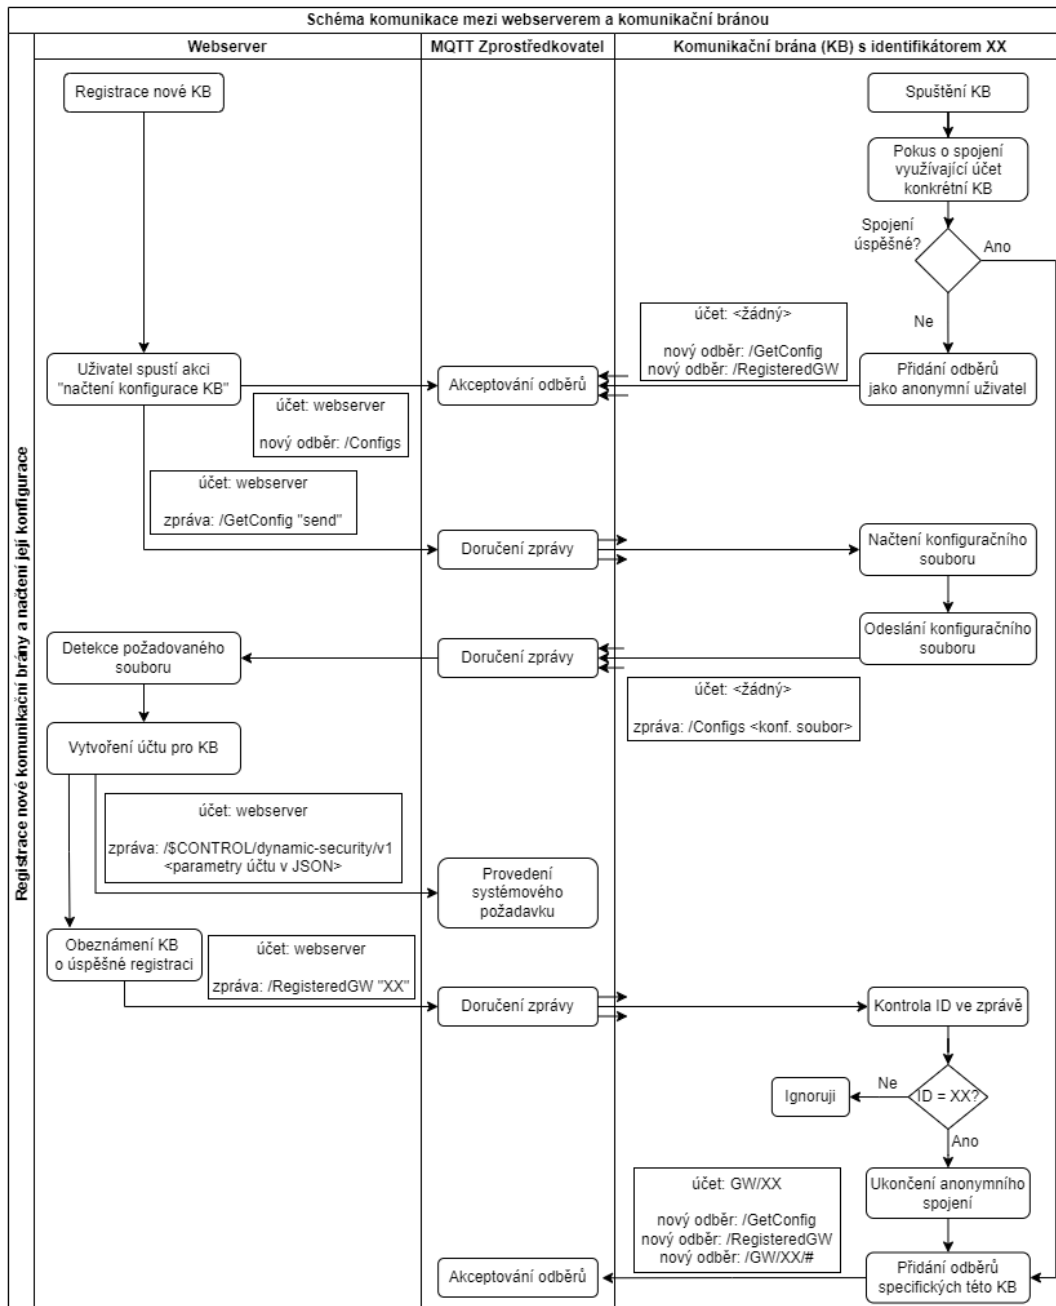 Schéma komunikace mezi webserverem a komunikační bránou
Webserver
MQTT Zprostředkovatel
Komunikační brána (KB) s identifikátorem XX
Registrace nové komunikační brány a načtení její konfigurace
Registrace nové KB
Spuštění KB
Pokus o spojení
využívající účet
konkrétní KB
Spojení
úspěšné?
Ano
Ne
účet: <žádný>
nový odběr: /GetConfig
nový odběr: /RegisteredGW
Uživatel spustí akci
"načtení konfigurace KB"
Akceptování odběrů
Přidání odběrů
jako anonymní uživatel
účet: webserver
nový odběr: /Configs
účet: webserver
zpráva: /GetConfig "send"
Doručení zprávy
Načtení konfiguračního
souboru
Odeslání konfiguračního
souboru
Detekce požadovaného
souboru
Doručení zprávy
účet: <žádný>
zpráva: /Configs <konf. soubor>
Vytvoření účtu pro KB
účet: webserver
zpráva: /$CONTROL/dynamic-security/v1
<parametry účtu v JSON>
Provedení
systémového
požadavku
Obeznámení KB
o úspěšné registraci
účet: webserver
zpráva: /RegisteredGW "XX"
Doručení zprávy
Kontrola ID ve zprávě
ID = XX?
Ne
Ignoruji
Ano
Ukončení anonymního
spojení
účet: GW/XX
nový odběr: /GetConfig
nový odběr: /RegisteredGW
nový odběr: /GW/XX/#
Akceptování odběrů
Přidání odběrů
specifických této KB